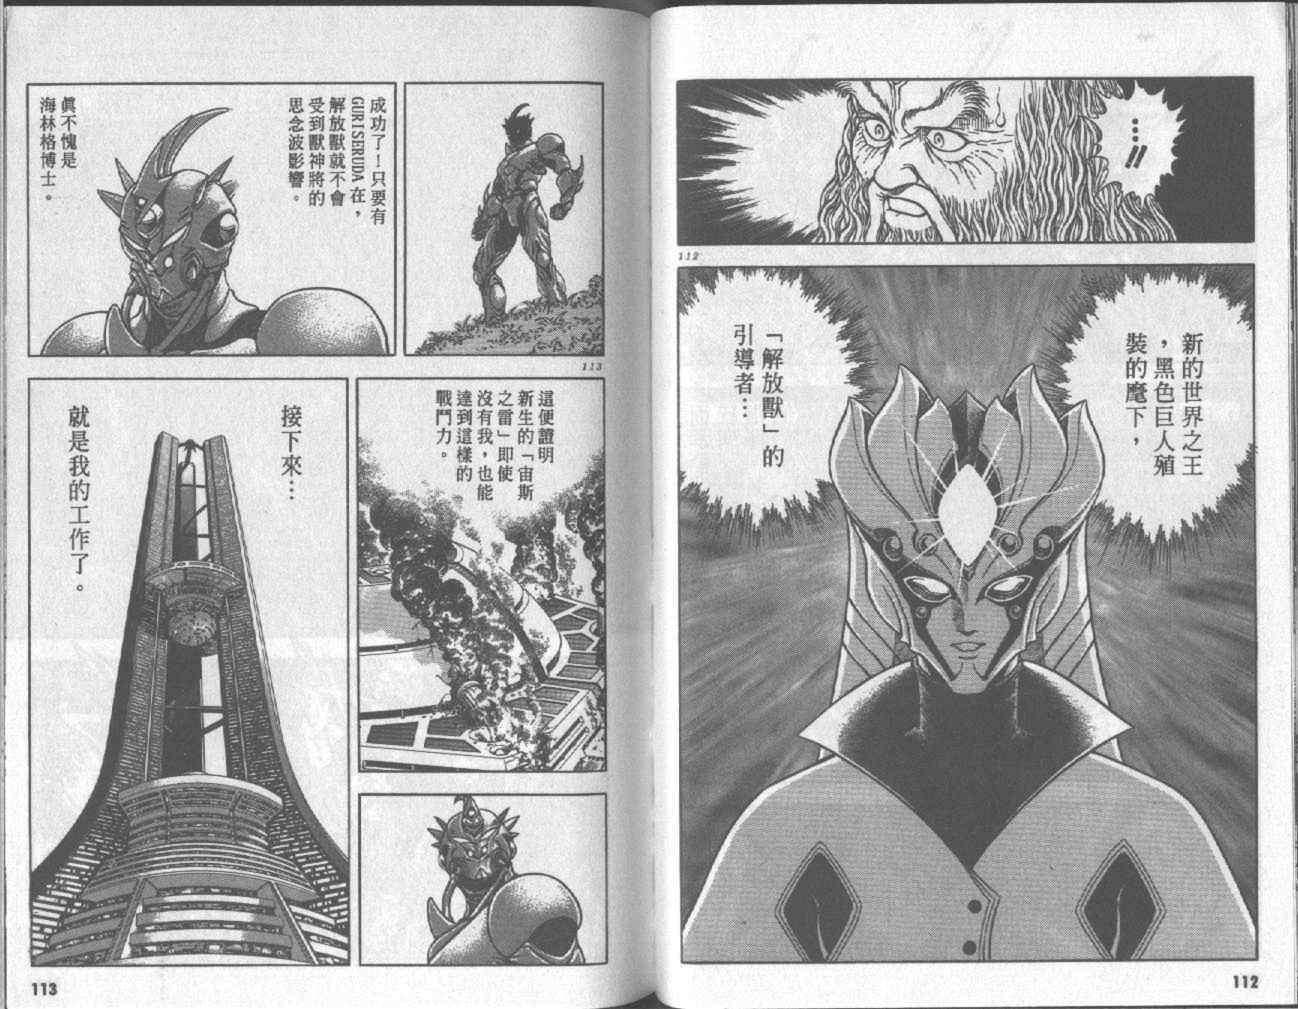 …!!
112
新的世界之王
，黑色巨人殖
裝的麾下，
「解放獸」的
引導者…
112
113
成功了！只要有
GURISERUDA在，
解放獸就不會
受到獸神將的
思念波影響。
眞不愧是
海林格博士。
這便證明
新生的「宙斯
之雷」即使
沒有我，也能
達到這樣的
戰鬥力。
接下來…
就是我的工作了。
113